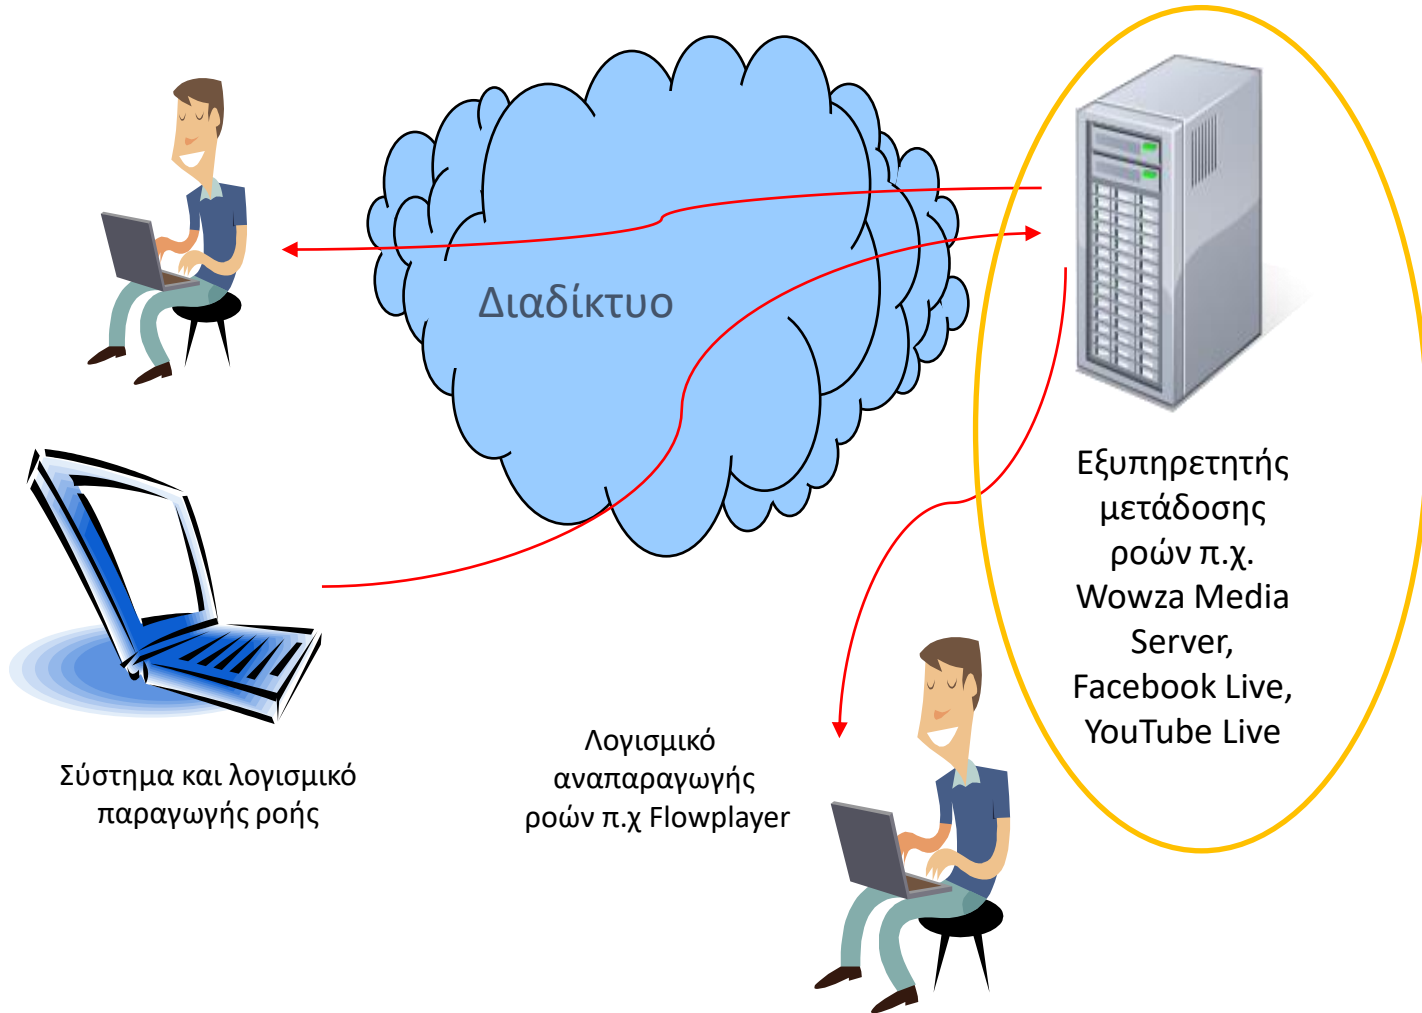 Διαδίκτυο
Εξυπηρετητής
μετάδοσης
ροών π.χ.
Wowza Media
Server,
Facebook Live,
YouTube Live
Σύστημα και λογισμικό
παραγωγής ροής
Λογισμικό
αναπαραγωγής
ροών π.χ Flowplayer